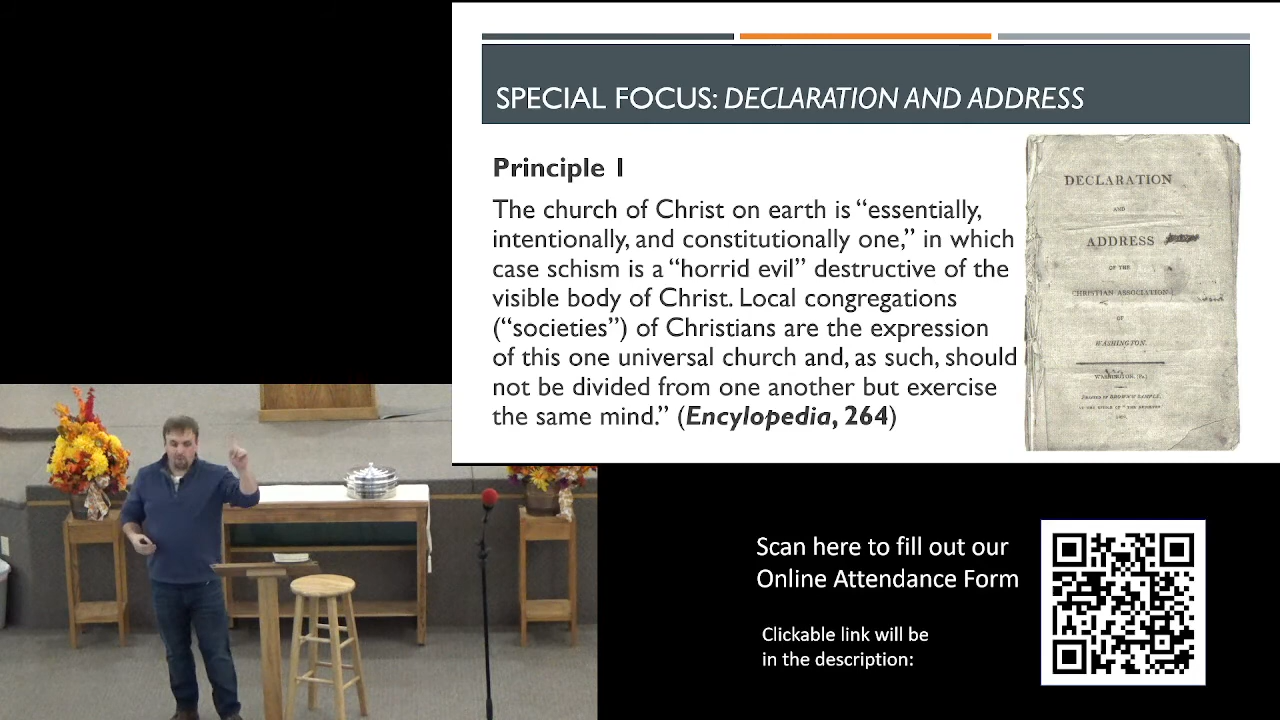 SPECIAL FOCUS: DECLARATION AND ADDRESS
Principle 1
The church of Christ on earth is “essentially,
intentionally, and constitutionally one,” in which
case schism is a “horrid evil” destructive of the
visible body of Christ. Local congregations
(“societies”) of Christians are the expression
of this one universal church and, as such, should
not be divided from one another but exercise
the same mind.” (Encylopedia, 264)
DECLARATION
AND
ADDRESS
OF THE
CHRISTIAN ASSOCIATION
OF
WASHINGTON.
Scan here to fill out our
Online Attendance Form
Clickable link will be
in the description: